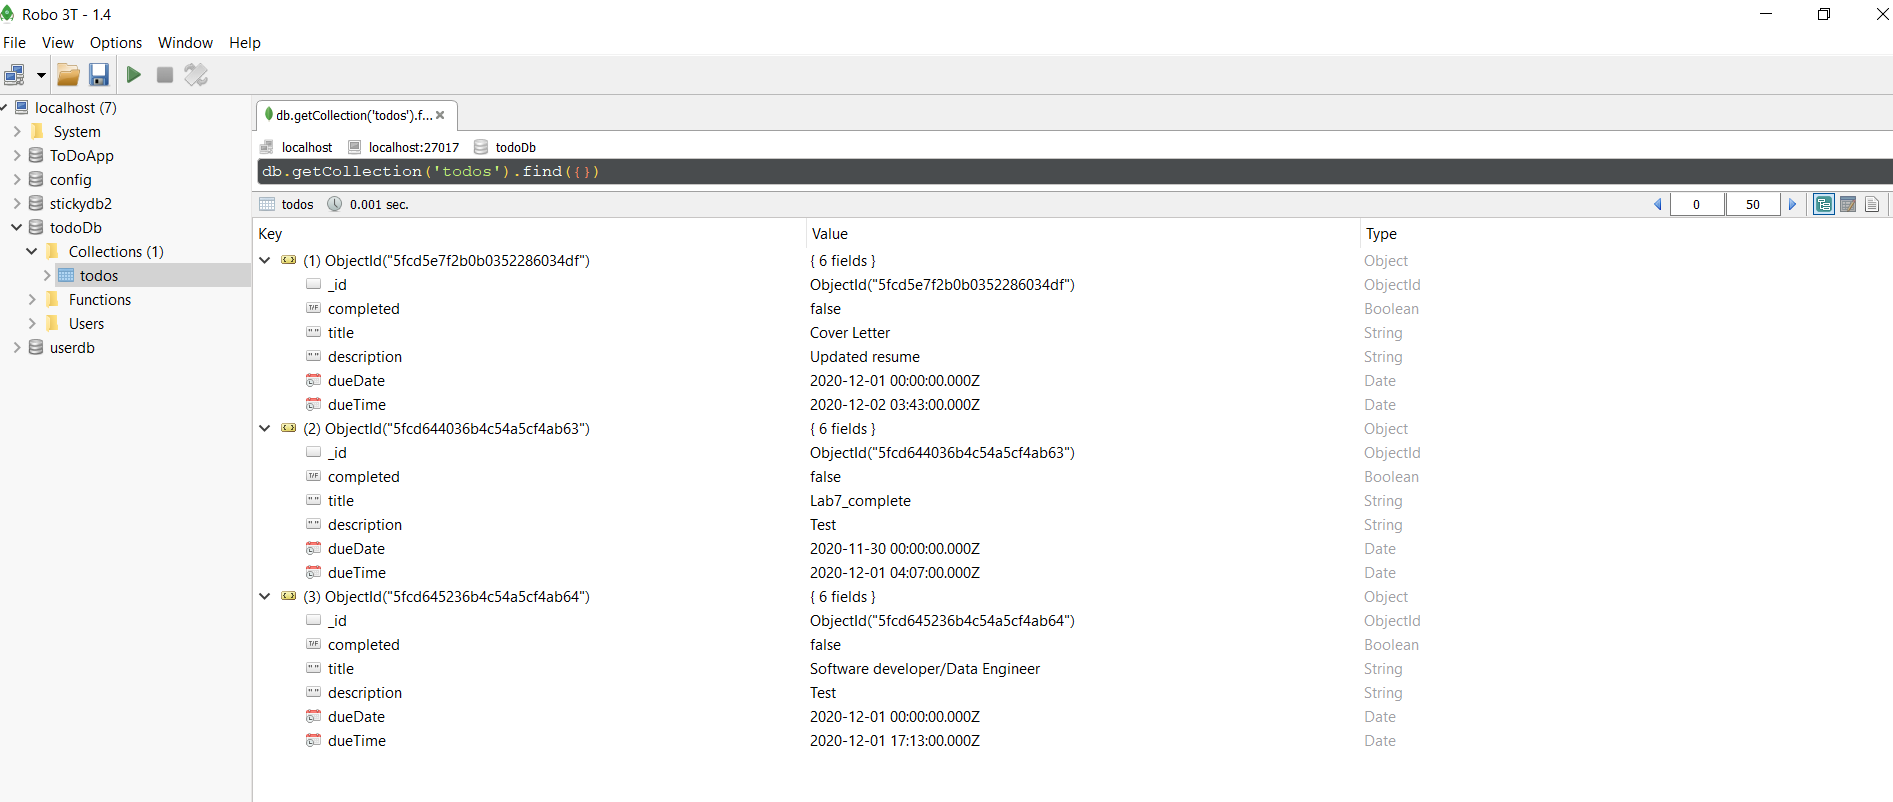 Robo 3T - 1.4
File View Options Window Help
localhost (7)
System
ToDoApp
config
stickydb2
todoDb
Collections (1)
todos
Functions
Users
userdb
db.getCollection('todos').f...
localhost localhost:27017 todoDb
db.getCollection('todos').find({})
todos 0.001 sec. 0 50
Key Value Type
(1) ObjectId("5fcd5e7f2b0b0352286034df") { 6 fields } Object
_id ObjectId("5fcd5e7f2b0b0352286034df") ObjectId
T/F completed false Boolean
" " title Cover Letter String
" " description Updated resume String
dueDate 2020-12-01 00:00:00.000Z Date
dueTime 2020-12-02 03:43:00.000Z Date
(2) ObjectId("5fcd644036b4c54a5cf4ab63") { 6 fields } Object
_id ObjectId("5fcd644036b4c54a5cf4ab63") ObjectId
T/F completed false Boolean
" " title Lab7_complete String
" " description Test String
dueDate 2020-11-30 00:00:00.000Z Date
dueTime 2020-12-01 04:07:00.000Z Date
(3) ObjectId("5fcd645236b4c54a5cf4ab64") { 6 fields } Object
_id ObjectId("5fcd645236b4c54a5cf4ab64") ObjectId
T/F completed false Boolean
" " title Software developer/Data Engineer String
" " description Test String
dueDate 2020-12-01 00:00:00.000Z Date
dueTime 2020-12-01 17:13:00.000Z Date